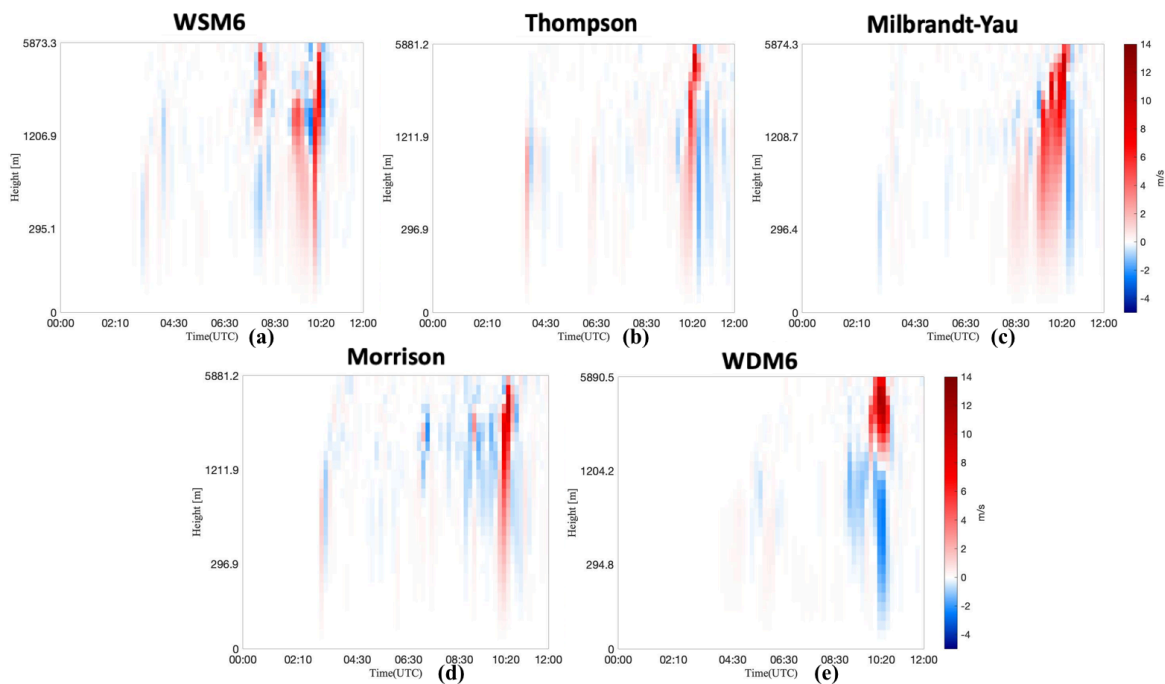 WSM6
5873.3
1206.9
295.1
0
Height [m]
00:00 02:10 04:30 06:30 08:30 10:20 12:00
Time(UTC)
(a)
Thompson
5881.2
1211.9
296.9
0
Height [m]
00:00 02:10 04:30 06:30 08:30 10:20 12:00
Time(UTC)
(b)
Milbrandt-Yau
5874.3
1208.7
296.4
0
Height [m]
00:00 02:10 04:30 06:30 08:30 10:20 12:00
Time(UTC)
(c)
14
12
10
8
6
4
2
0
-2
-4
m/s
Morrison
5881.2
1211.9
296.9
0
Height [m]
00:00 02:10 04:30 06:30 08:30 10:20 12:00
Time(UTC)
(d)
WDM6
5890.5
1204.2
294.8
0
Height [m]
00:00 02:10 04:30 06:30 08:30 10:20 12:00
Time(UTC)
(e)
14
12
10
8
6
4
2
0
-2
-4
m/s